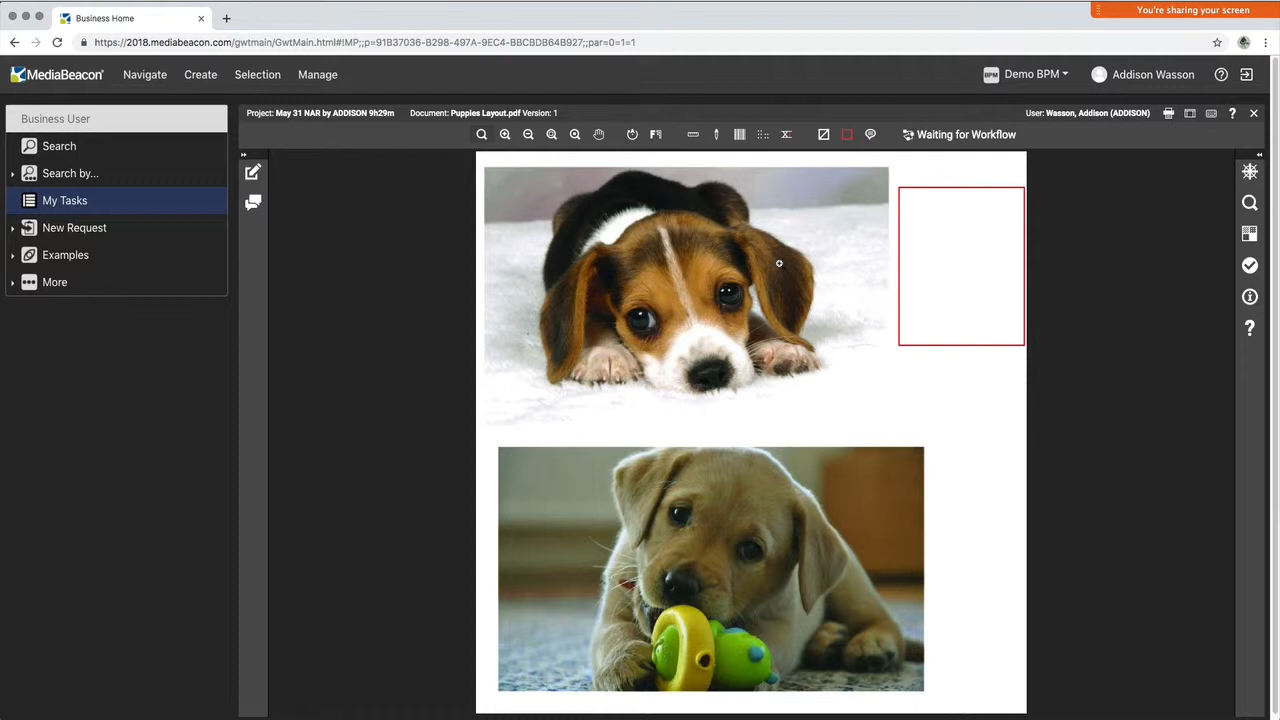 Business Home
You're sharing your screen
https://2018.mediabeacon.com/gwtmain/GwtMain.html#!MP;;p=91B37036-B298-497A-9EC4-BBCBDB64B927;;par=0=1=1
MediaBeacon Navigate Create Selection Manage BPM Demo BPM Addison Wasson
Business User
Project: May 31 NAR by ADDISON 9h29m Document: Puppies Layout.pdf Version: 1 User: Wasson, Addison (ADDISON)
Waiting for Workflow
Search
Search by...
My Tasks
New Request
Examples
More